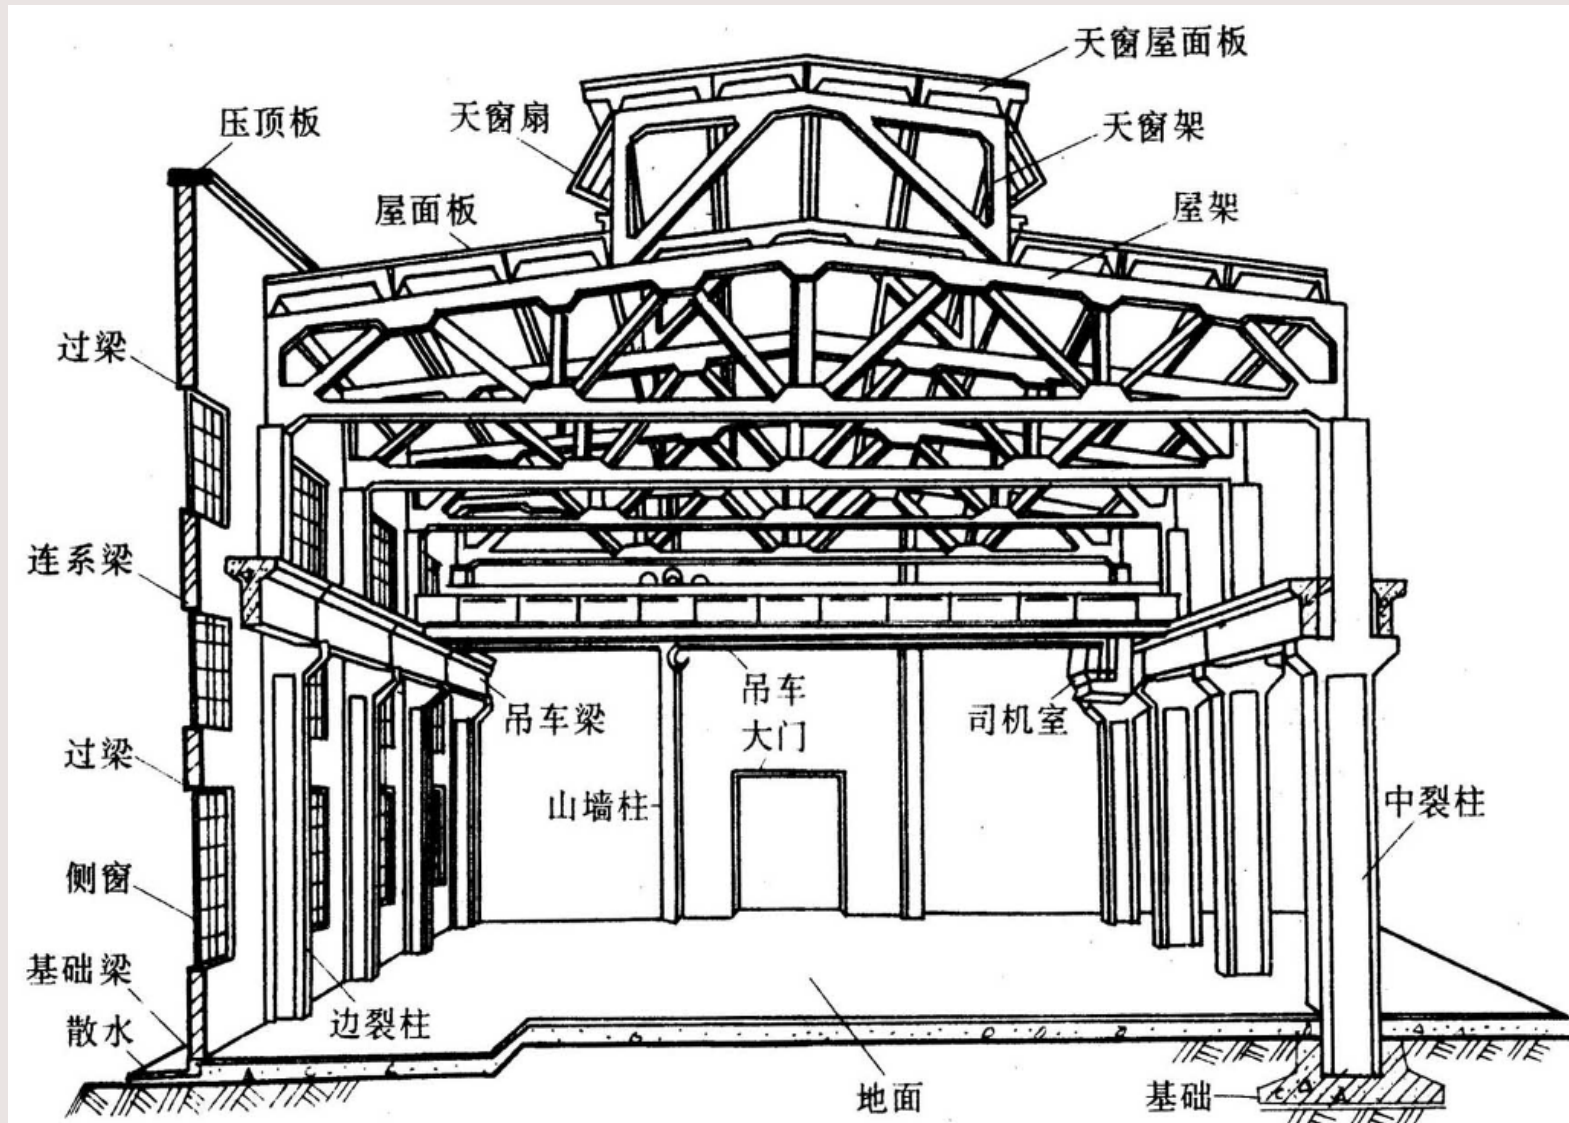 天窗屋面板
压顶板
天窗扇
天窗架
屋面板
屋架
过梁
连系梁
吊车
吊车梁
司机室
过梁
大门
山墙柱
中裂柱
侧窗
基础梁
散水
边裂柱
地面
基础